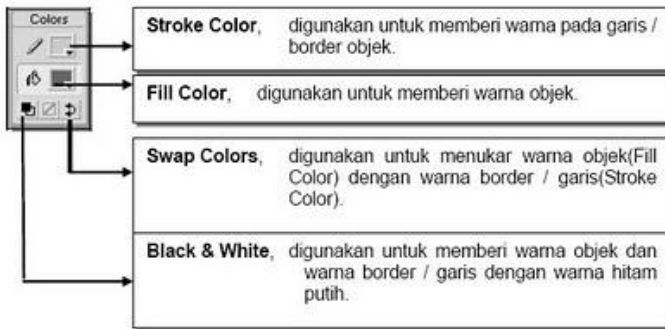 Colors
Stroke Color, digunakan untuk memberi warna pada garis /
border objek.
Fill Color, digunakan untuk memberi warna objek.
Swap Colors, digunakan untuk menukar warna objek(Fill
Color) dengan warna border / garis(Stroke
Color).
Black & White, digunakan untuk memberi warna objek dan
warna border / garis dengan warna hitam
putih.